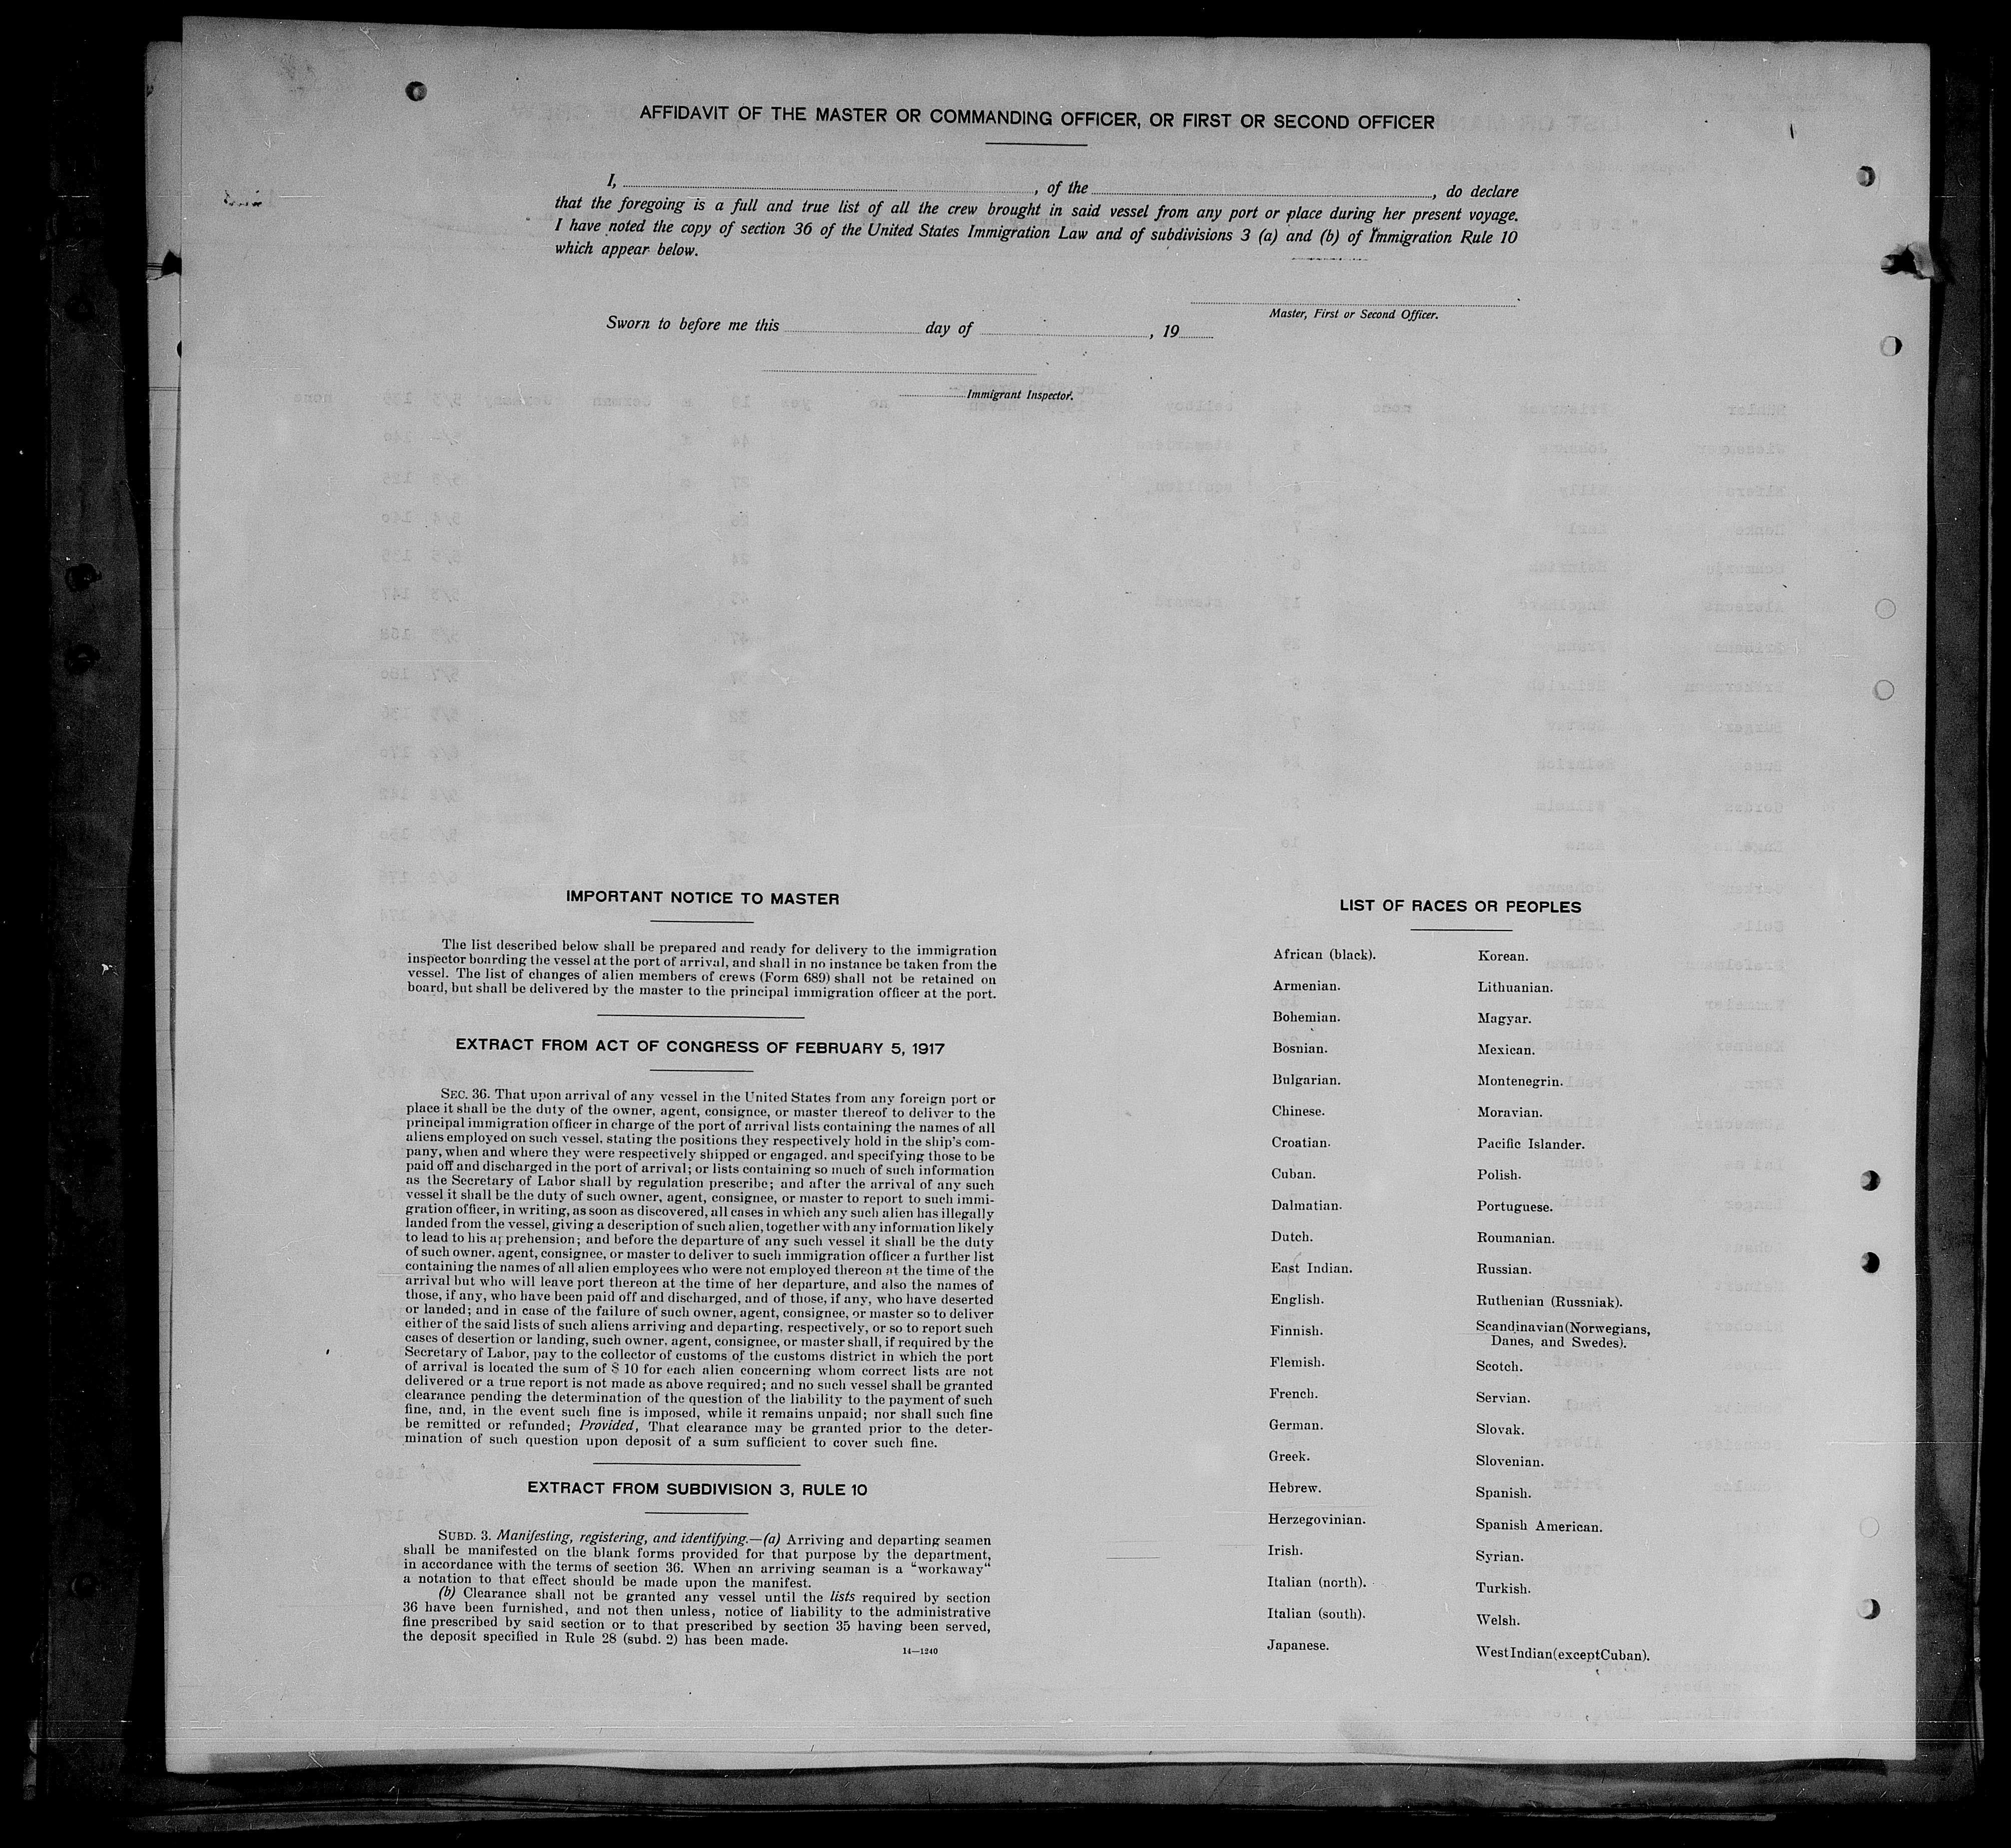 AFFIDAVIT OF THE MASTER OR COMMANDING OFFICER, OR FIRST OR SECOND OFFICER
I, , of the , do declare
that the foregoing is a full and true list of all the crew brought in said vessel from any port or place during her present voyage.
I have noted the copy of section 36 of the United States Immigration Law and of subdivisions 3 (a) and (b) of Immigration Rule 10
which appear below.
Master, First or Second Officer.
Sworn to before me this day of , 19
Immigrant Inspector.
IMPORTANT NOTICE TO MASTER
The list described below shall be prepared and ready for delivery to the immigration
inspector boarding the vessel at the port of arrival, and shall in no instance be taken from the
vessel. The list of changes of alien members of crews (Form 689) shall not be retained on
board, but shall be delivered by the master to the principal immigration officer at the port.
EXTRACT FROM ACT OF CONGRESS OF FEBRUARY 5, 1917
SEC. 36. That upon arrival of any vessel in the United States from any foreign port or
place it shall be the duty of the owner, agent, consignee, or master thereof to deliver to the
principal immigration officer in charge of the port of arrival lists containing the names of all
aliens employed on such vessel, stating the positions they respectively hold in the ship's com-
pany, when and where they were respectively shipped or engaged, and specifying those to be
paid off and discharged in the port of arrival; or lists containing so much of such information
as the Secretary of Labor shall by regulation prescribe; and after the arrival of any such
vessel it shall be the duty of such owner, agent, consignee, or master to report to such immi-
gration officer, in writing, as soon as discovered, all cases in which any such alien has illegally
landed from the vessel, giving a description of such alien, together with any information likely
to lead to his apprehension; and before the departure of any such vessel it shall be the duty
of such owner, agent, consignee, or master to deliver to such immigration officer a further list
containing the names of all alien employees who were not employed thereon at the time of the
arrival but who will leave port thereon at the time of her departure, and also the names of
those, if any, who have been paid off and discharged, and of those, if any, who have deserted
or landed; and in case of the failure of such owner, agent, consignee, or master so to deliver
either of the said lists of such aliens arriving and departing, respectively, or so to report such
cases of desertion or landing, such owner, agent, consignee, or master shall, if required by the
Secretary of Labor, pay to the collector of customs of the customs district in which the port
of arrival is located the sum of $ 10 for each alien concerning whom correct lists are not
delivered or a true report is not made as above required; and no such vessel shall be granted
clearance pending the determination of the question of the liability to the payment of such
fine, and, in the event such fine is imposed, while it remains unpaid; nor shall such fine
be remitted or refunded; Provided, That clearance may be granted prior to the deter-
mination of such question upon deposit of a sum sufficient to cover such fine.
EXTRACT FROM SUBDIVISION 3, RULE 10
SUBD. 3. Manifesting, registering, and identifying.—(a) Arriving and departing seamen
shall be manifested on the blank forms provided for that purpose by the department,
in accordance with the terms of section 36. When an arriving seaman is a “workaway“
a notation to that effect should be made upon the manifest.
(b) Clearance shall not be granted any vessel until the lists required by section
36 have been furnished, and not then unless, notice of liability to the administrative
fine prescribed by said section or to that prescribed by section 35 having been served,
the deposit specified in Rule 28 (subd. 2) has been made.
14—1240
LIST OF RACES OR PEOPLES
African (black).
Armenian.
Bohemian.
Bosnian.
Bulgarian.
Chinese.
Croatian.
Cuban.
Dalmatian.
Dutch.
East Indian.
English.
Finnish.
Flemish.
French.
German.
Greek.
Hebrew.
Herzegovinian.
Irish.
Italian (north).
Italian (south).
Japanese.
Korean.
Lithuanian.
Magyar.
Mexican.
Montenegrin.
Moravian.
Pacific Islander.
Polish.
Portuguese.
Roumanian.
Russian.
Ruthenian (Russniak).
Scandinavian (Norwegians,
Danes, and Swedes).
Scotch.
Servian.
Slovak.
Slovenian.
Spanish.
Spanish American.
Syrian.
Turkish.
Welsh.
West Indian (except Cuban).